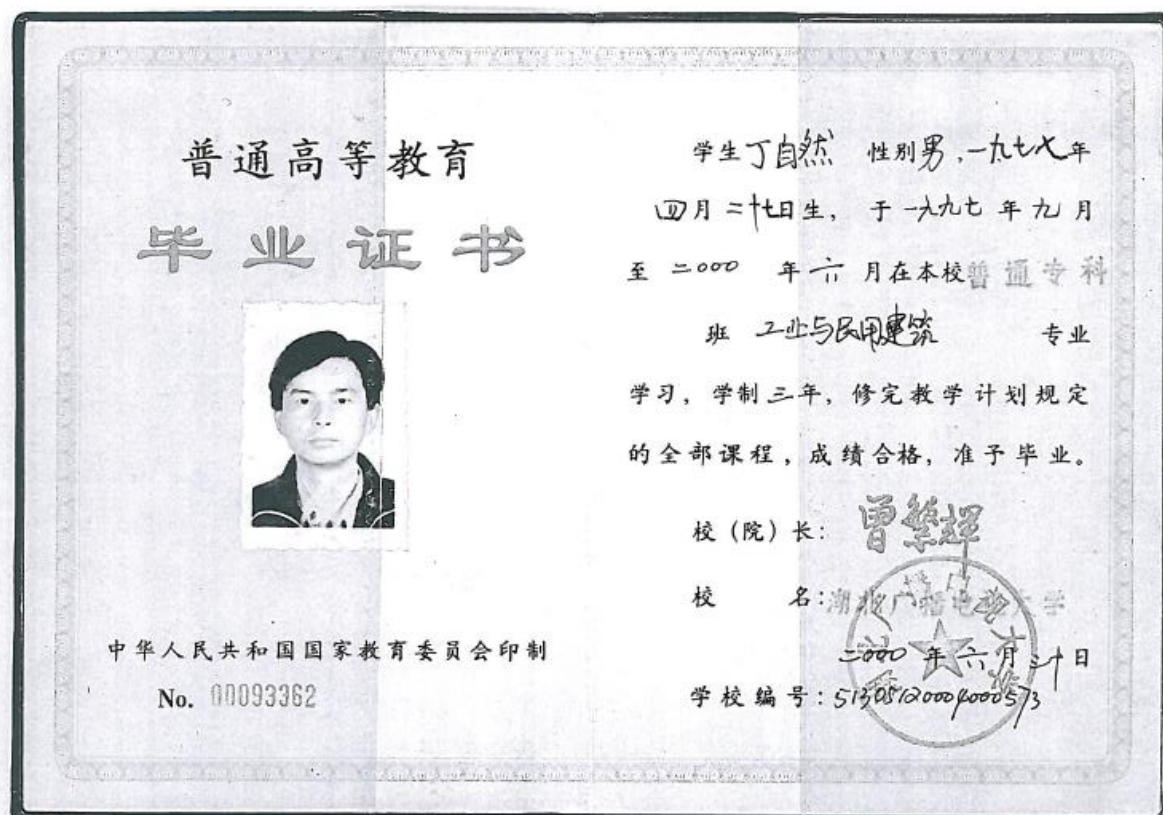 普通高等教育
毕业证书
中华人民共和国国家教育委员会印制
No. 00093362
学生丁自然 性别男,一九七七年
四月二十七日生,于一九九七年九月
至二000年六月在本校普通专科
班 工业与民用建筑 专业
学习,学制三年,修完教学计划规定
的全部课程,成绩合格,准予毕业。
校(院)长:曾繁辉
校 名:湖北广播电视大学
二000年六月三十日
学校编号:51305120004000573